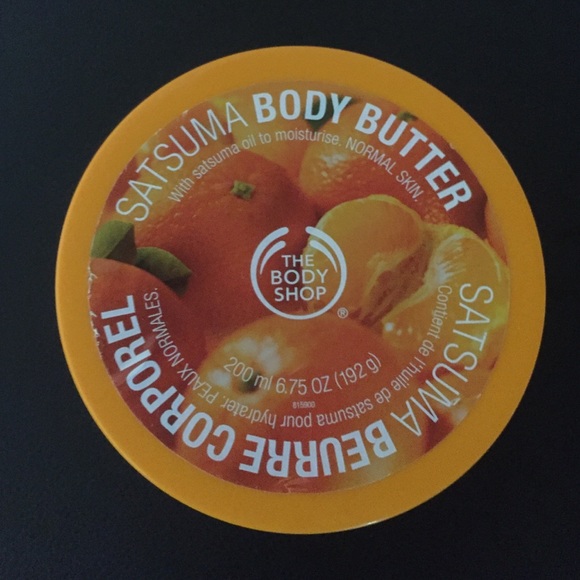 SATSUMA BODY BUTTER
With satsuma oil to moisturise. NORMAL SKIN.
THE
BODY
SHOP
®
200 ml 6.75 OZ (192 g)
815900
SATSUMA BEURRE CORPOREL
Contient de l'huile de satsuma pour hydrater. PEAUX NORMALES.